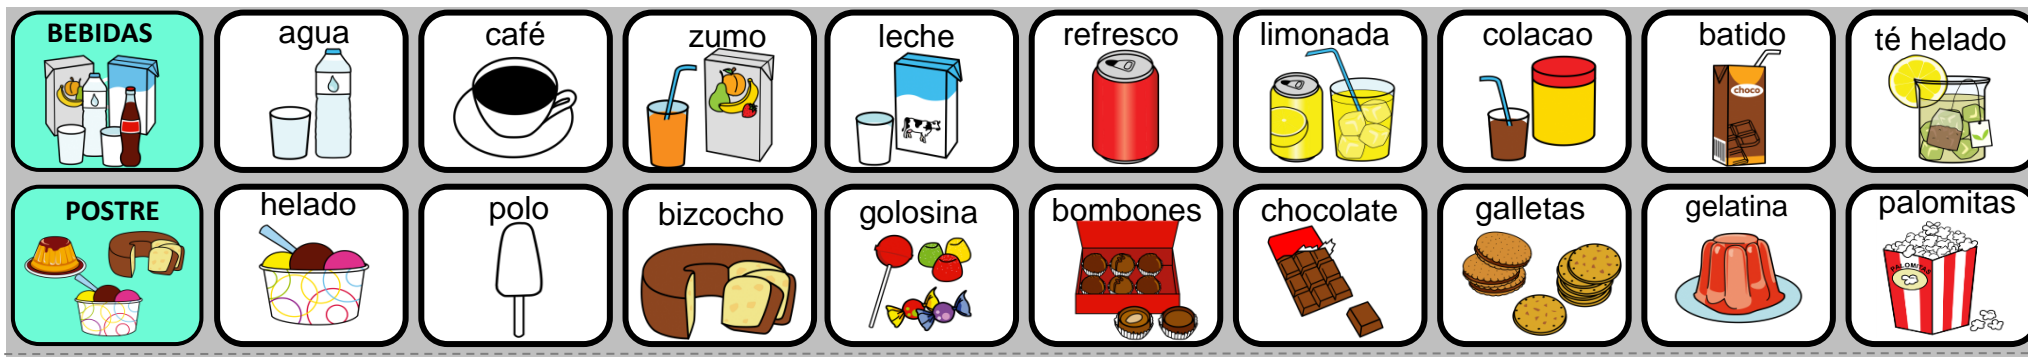 BEBIDAS
agua
café
zumo
leche
refresco
limonada
colacao
batido
choco
té helado
POSTRE
helado
polo
bizcocho
golosina
bombones
chocolate
galletas
gelatina
palomitas
PALOMITAS